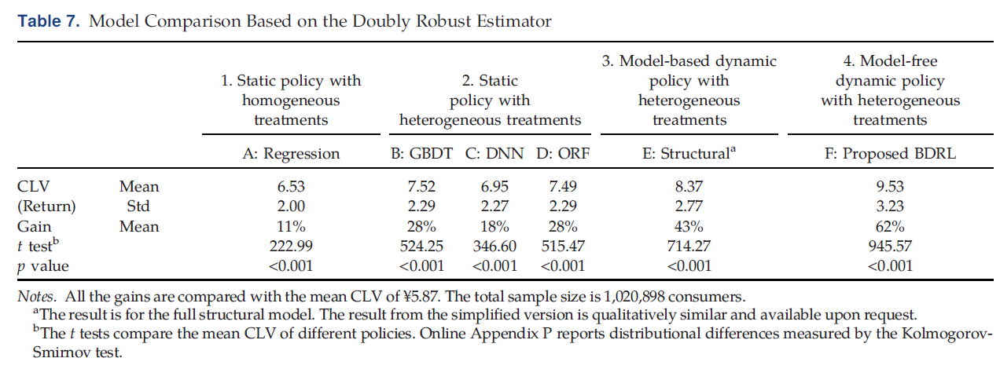 Table 7. Model Comparison Based on the Doubly Robust Estimator
1. Static policy with homogeneous treatments
2. Static policy with heterogeneous treatments
3. Model-based dynamic policy with heterogeneous treatments
4. Model-free dynamic policy with heterogeneous treatments
A: Regression B: GBDT C: DNN D: ORF E: Structuralᵃ F: Proposed BDRL
CLV Mean 6.53 7.52 6.95 7.49 8.37 9.53
(Return) Std 2.00 2.29 2.27 2.29 2.77 3.23
Gain Mean 11% 28% 18% 28% 43% 62%
t testᵇ 222.99 524.25 346.60 515.47 714.27 945.57
p value <0.001 <0.001 <0.001 <0.001 <0.001 <0.001
Notes. All the gains are compared with the mean CLV of ¥5.87. The total sample size is 1,020,898 consumers.
ᵃThe result is for the full structural model. The result from the simplified version is qualitatively similar and available upon request.
ᵇThe t tests compare the mean CLV of different policies. Online Appendix P reports distributional differences measured by the Kolmogorov-
Smirnov test.